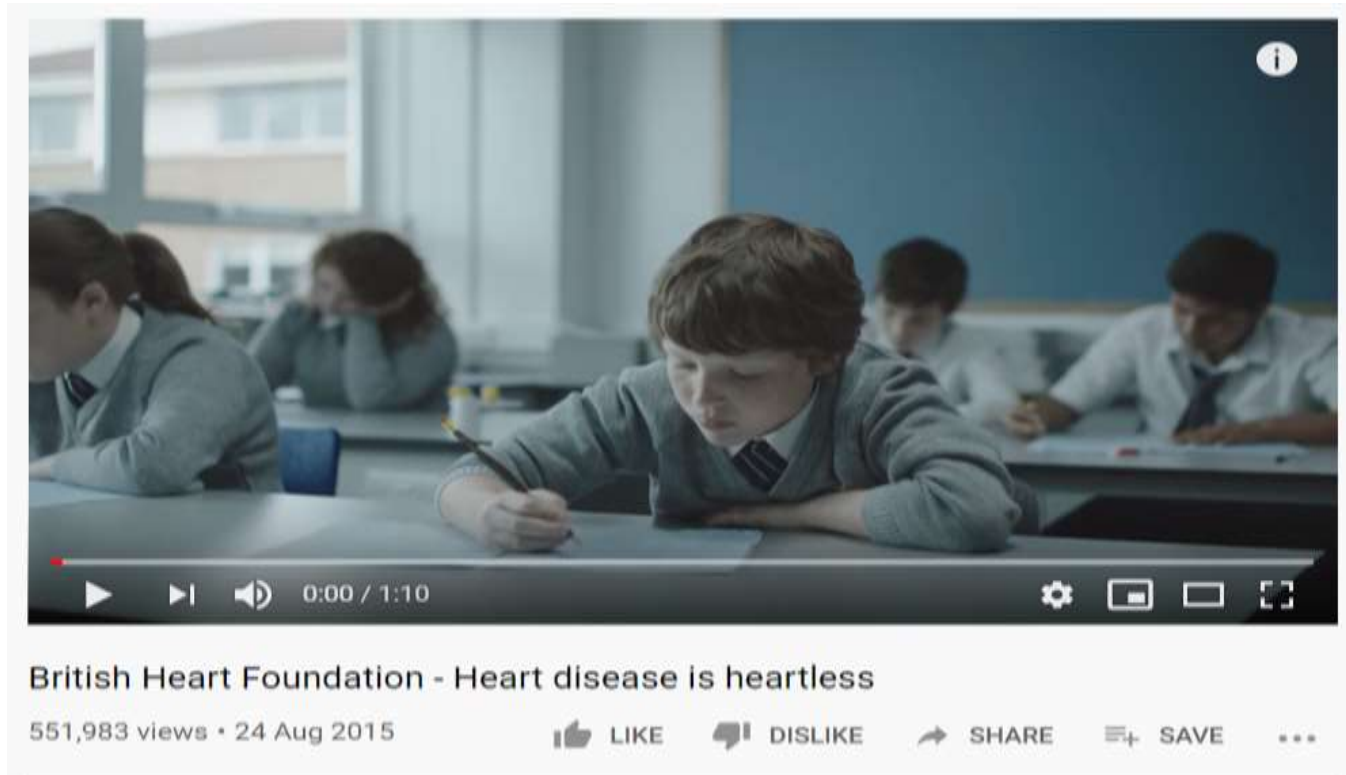 i
0:00 / 1:10
British Heart Foundation - Heart disease is heartless
551,983 views • 24 Aug 2015 LIKE DISLIKE SHARE SAVE